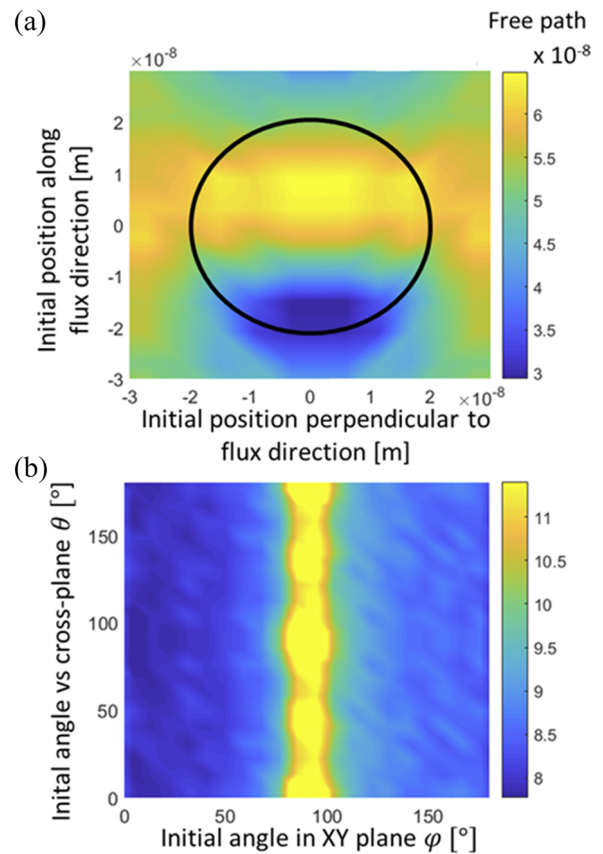 (a)
Free path
x 10⁻⁸
×10⁻⁸
Initial position along
flux direction [m]
2
1
0
-1
-2
-3
-3 -2 -1 0 1 2 ×10⁻⁸
Initial position perpendicular to
flux direction [m]
6
5.5
5
4.5
4
3.5
3
(b)
Inital angle vs cross-plane θ [°]
150
100
50
0
0 50 100 150
Initial angle in XY plane φ [°]
11
10.5
10
9.5
9
8.5
8